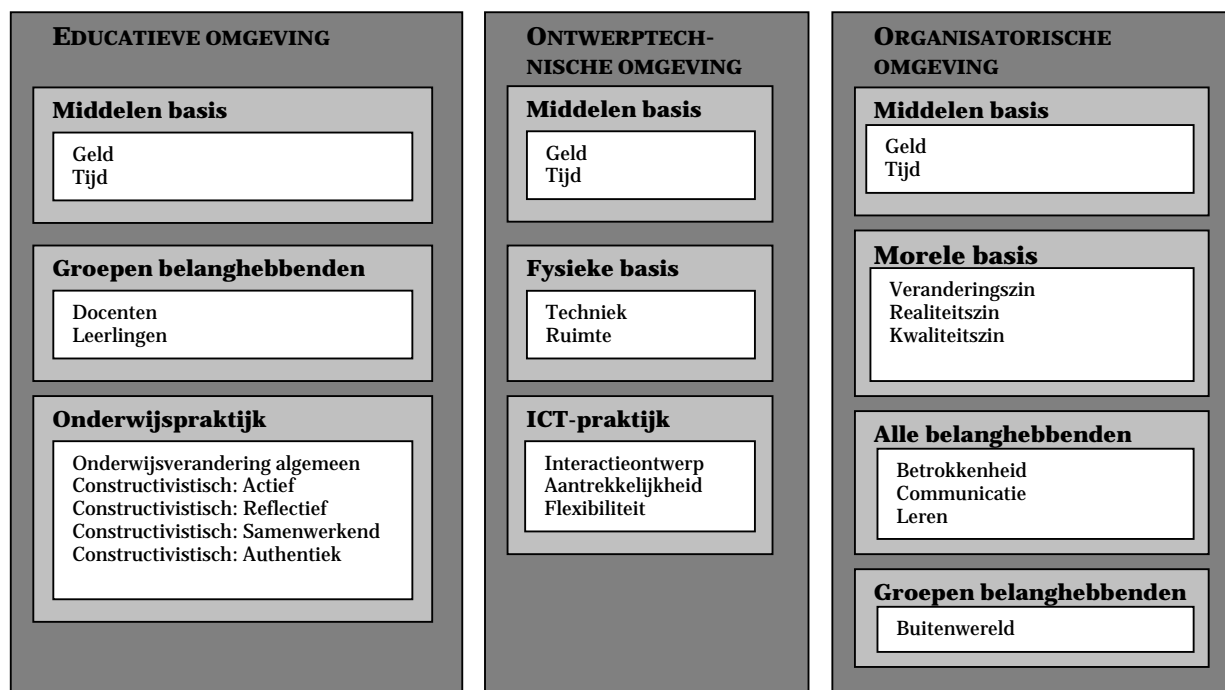 EDUCATIEVE OMGEVING
Middelen basis
Geld
Tijd
Groepen belanghebbenden
Docenten
Leerlingen
Onderwijspraktijk
Onderwijsverandering algemeen
Constructivistisch: Actief
Constructivistisch: Reflectief
Constructivistisch: Samenwerkend
Constructivistisch: Authentiek
ONTWERPTECH-
NISCHE OMGEVING
Middelen basis
Geld
Tijd
Fysieke basis
Techniek
Ruimte
ICT-praktijk
Interactieontwerp
Aantrekkelijkheid
Flexibiliteit
ORGANISATORISCHE
OMGEVING
Middelen basis
Geld
Tijd
Morele basis
Veranderingszin
Realiteitszin
Kwaliteitszin
Alle belanghebbenden
Betrokkenheid
Communicatie
Leren
Groepen belanghebbenden
Buitenwereld